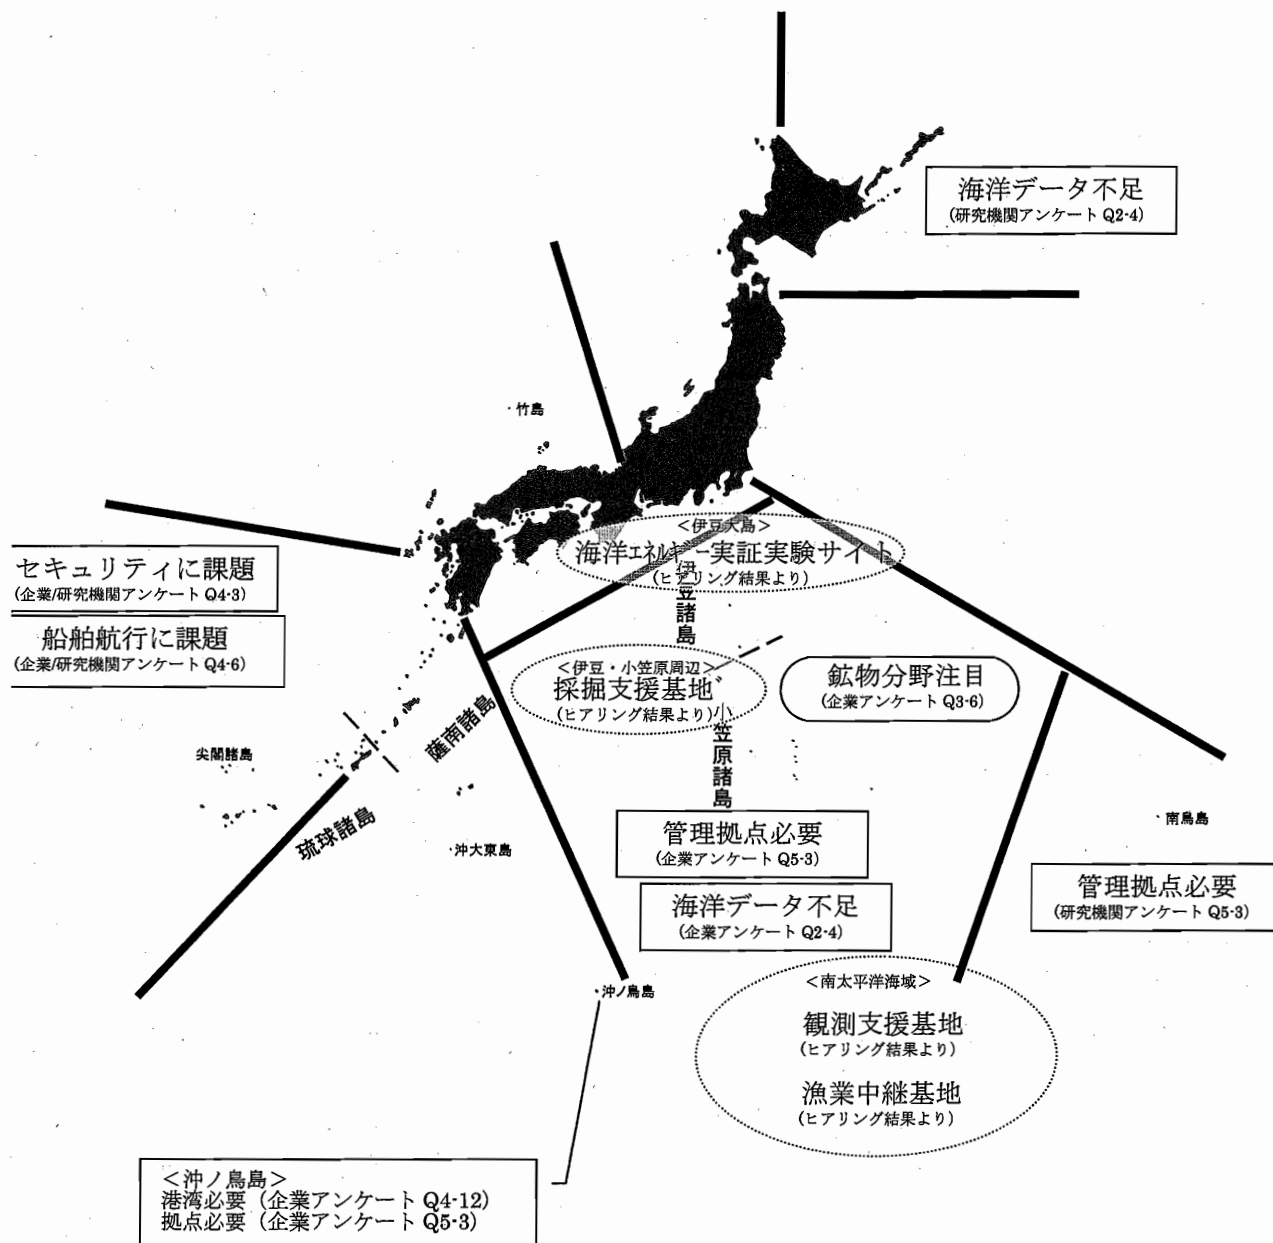 海洋データ不足
(研究機関アンケート Q2-4)
竹島
セキュリティに課題
(企業/研究機関アンケート Q4-3)
船舶航行に課題
(企業/研究機関アンケート Q4-6)
<伊豆大島>
海洋エネルギー実証実験サイト
(ヒアリング結果より)
伊豆諸島
<伊豆・小笠原周辺>
採掘支援基地
(ヒアリング結果より)
鉱物分野注目
(企業アンケート Q3-6)
小笠原諸島
薩南諸島
尖閣諸島
琉球諸島
沖大東島
南鳥島
管理拠点必要
(企業アンケート Q5-3)
海洋データ不足
(企業アンケート Q2-4)
管理拠点必要
(研究機関アンケート Q5-3)
沖ノ鳥島
<南太平洋海域>
観測支援基地
(ヒアリング結果より)
漁業中継基地
(ヒアリング結果より)
<沖ノ鳥島>
港湾必要(企業アンケート Q4-12)
拠点必要(企業アンケート Q5-3)